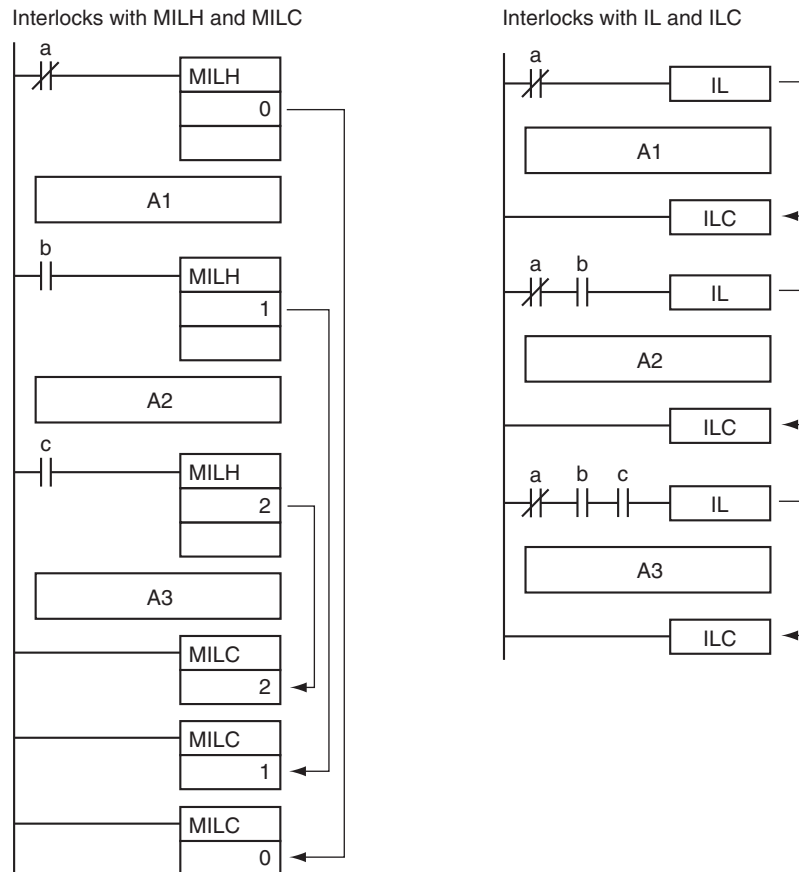 Interlocks with MILH and MILC
a
MILH
0
A1
b
MILH
1
A2
c
MILH
2
A3
MILC
2
MILC
1
MILC
0
Interlocks with IL and ILC
a
IL
A1
ILC
a b
IL
A2
ILC
a b c
IL
A3
ILC